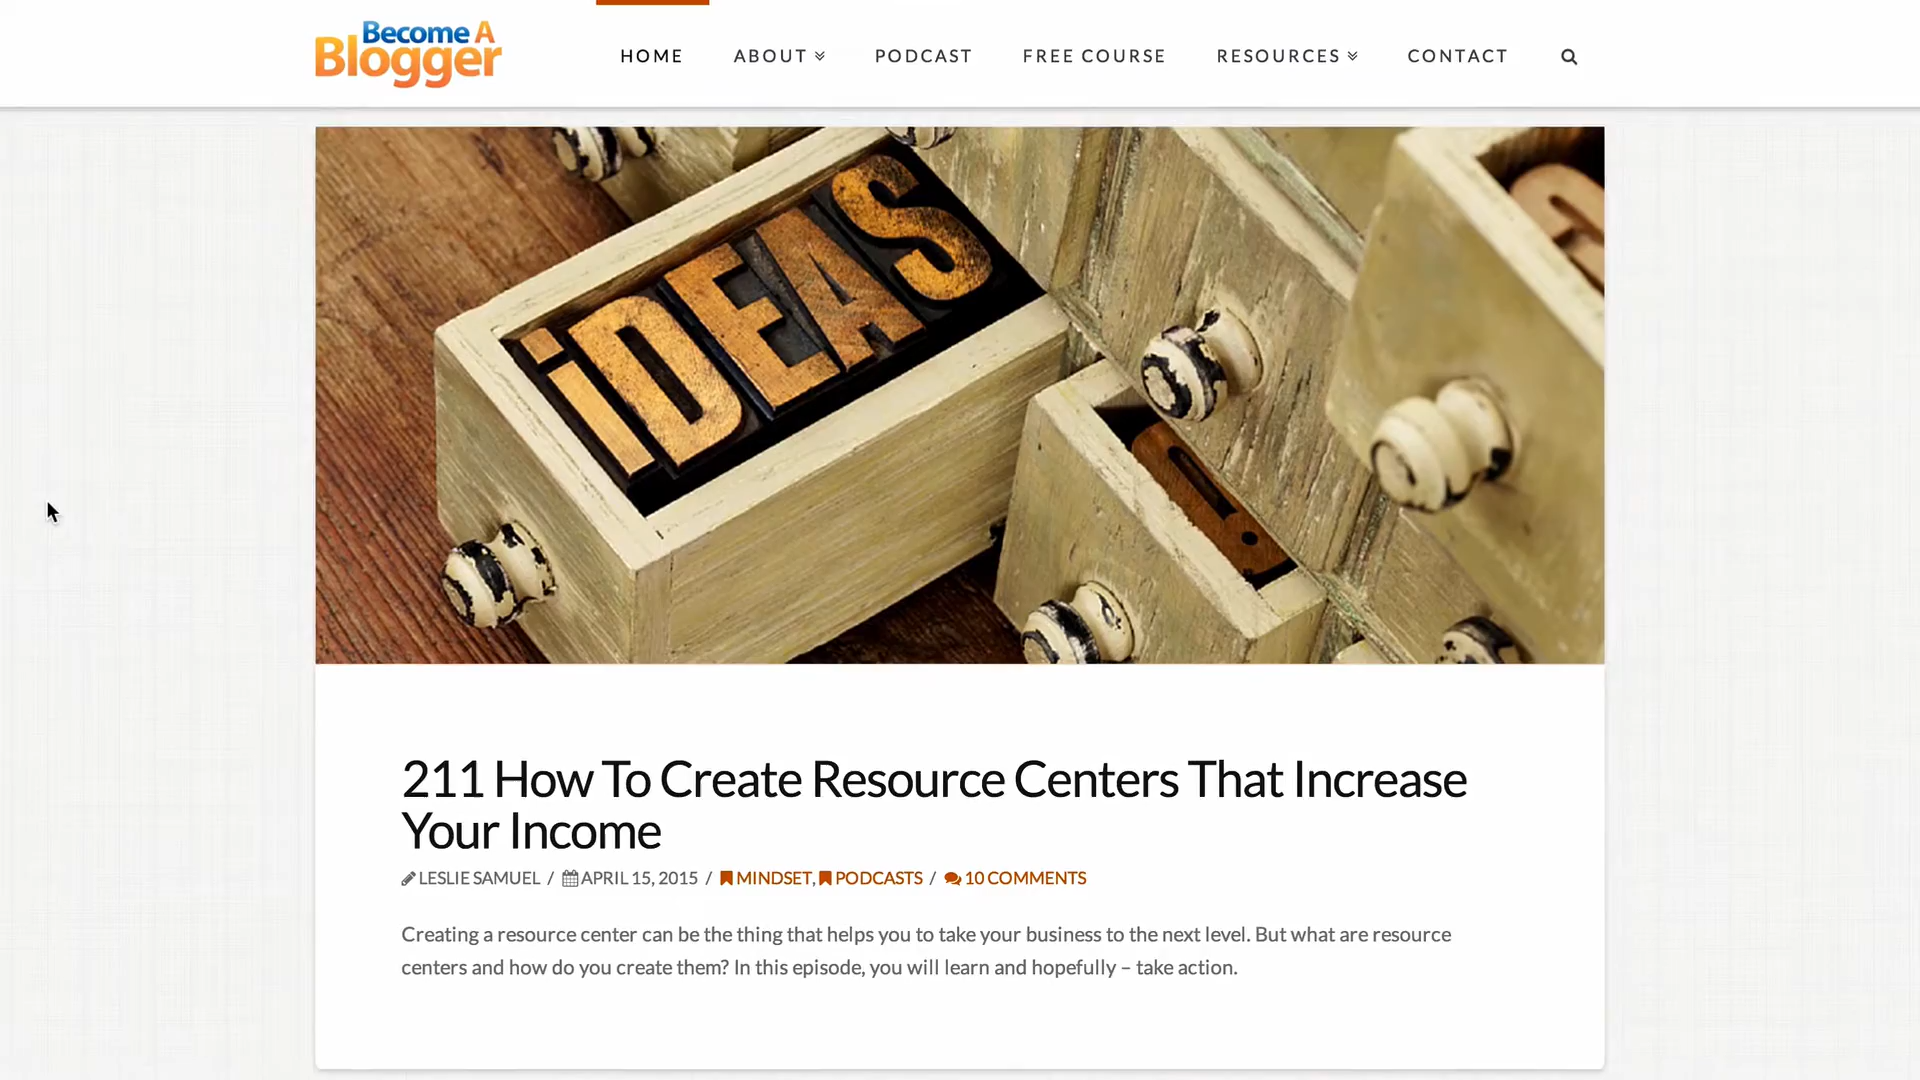 Become A
Blogger
HOME
ABOUT
PODCAST
FREE COURSE
RESOURCES
CONTACT
iDEAS
211 How To Create Resource Centers That Increase
Your Income
LESLIE SAMUEL / APRIL 15, 2015 / MINDSET, PODCASTS / 10 COMMENTS
Creating a resource center can be the thing that helps you to take your business to the next level. But what are resource
centers and how do you create them? In this episode, you will learn and hopefully – take action.